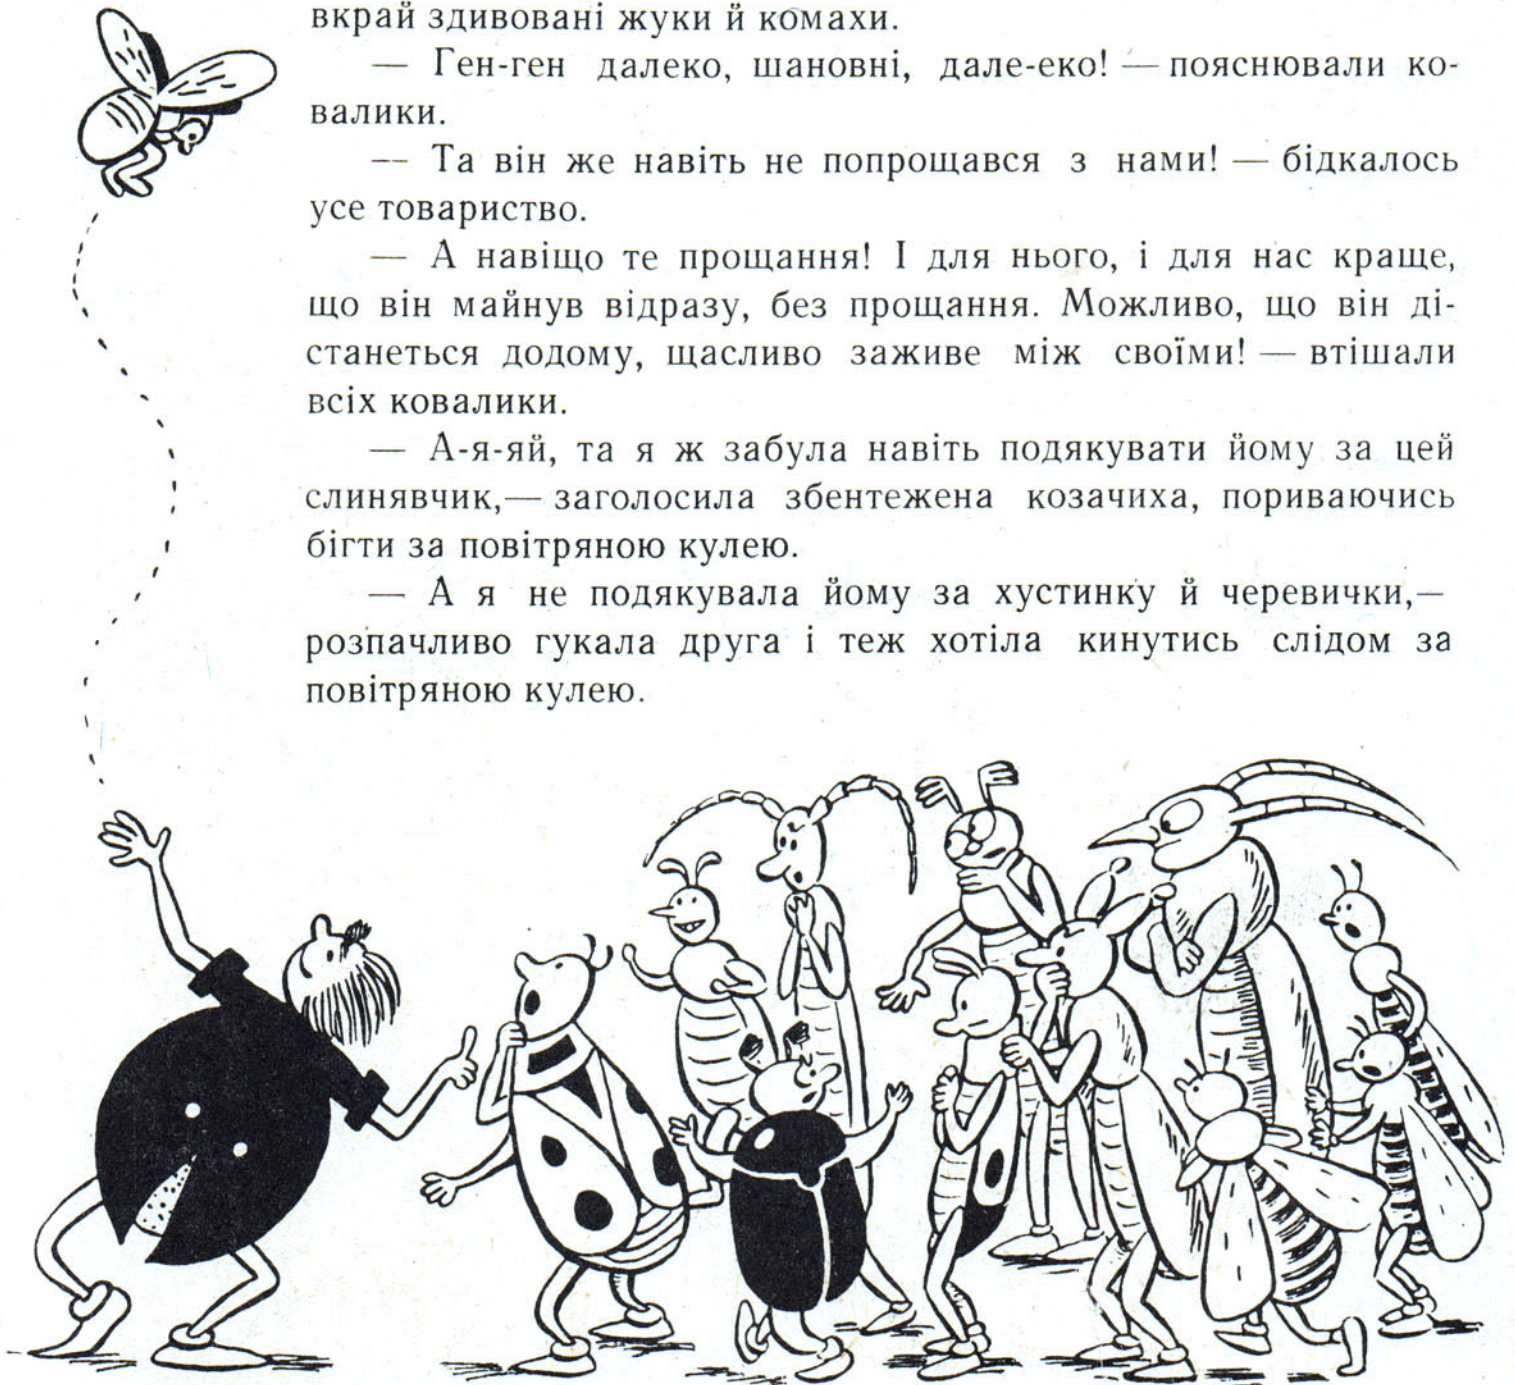 вкрай здивовані жуки й комахи.
— Ген-ген далеко, шановні, дале-еко! — пояснювали ко-
валики.
— Та він же навіть не попрощався з нами! — бідкалось
усе товариство.
— А навіщо те прощання! І для нього, і для нас краще,
що він майнув відразу, без прощання. Можливо, що він ді-
станеться додому, щасливо заживе між своїми! — втішали
всіх ковалики.
— А-я-яй, та я ж забула навіть подякувати йому за цей
слинявчик,— заголосила збентежена козачиха, пориваючись
бігти за повітряною кулею.
— А я не подякувала йому за хустинку й черевички,—
розпачливо гукала друга і теж хотіла кинутись слідом за
повітряною кулею.